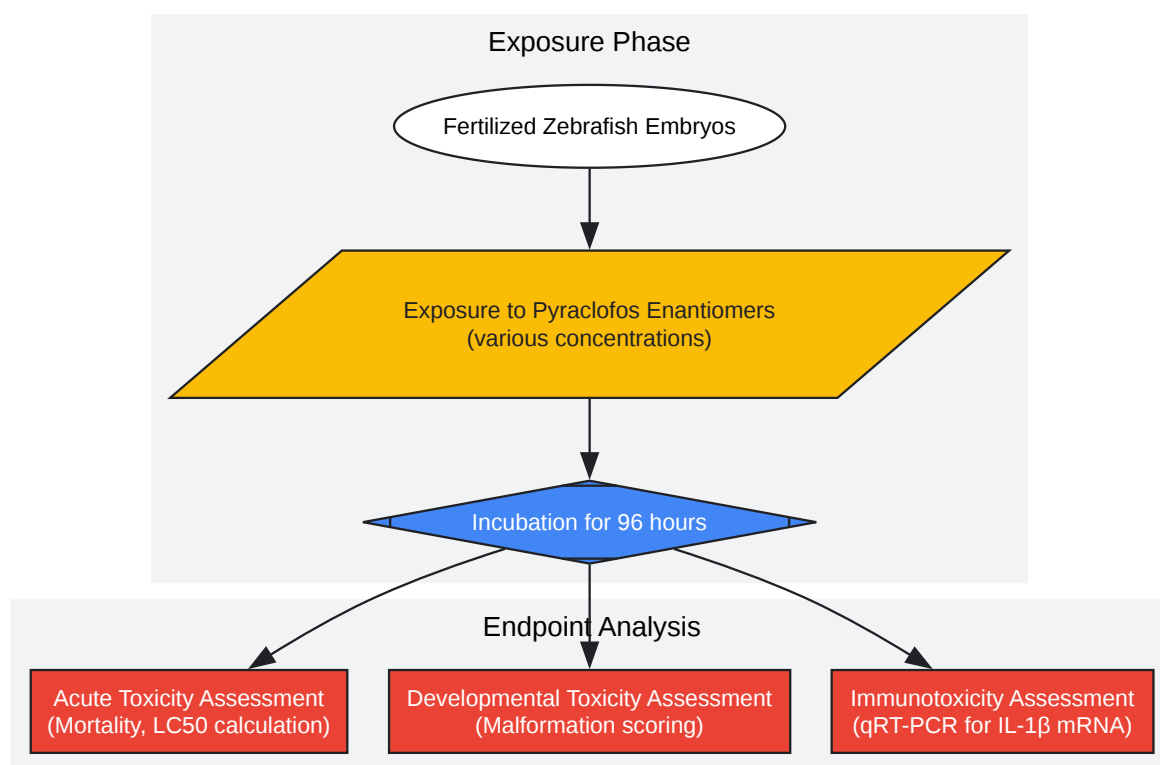 Exposure Phase
Fertilized Zebrafish Embryos
Exposure to Pyraclofos Enantiomers
(various concentrations)
Incubation for 96 hours
Endpoint Analysis
Acute Toxicity Assessment
(Mortality, LC50 calculation)
Developmental Toxicity Assessment
(Malformation scoring)
Immunotoxicity Assessment
(qRT-PCR for IL-1β mRNA)